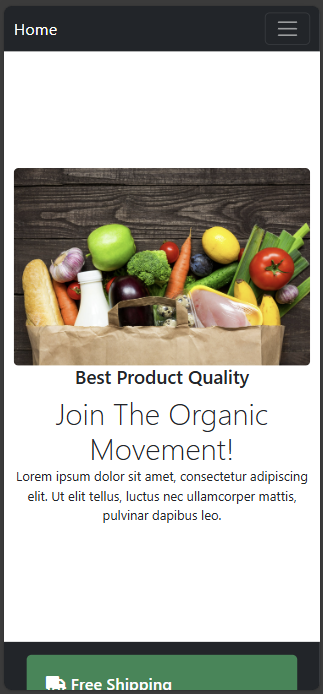 Home
Best Product Quality
Join The Organic
Movement!
Lorem ipsum dolor sit amet, consectetur adipiscing
elit. Ut elit tellus, luctus nec ullamcorper mattis,
pulvinar dapibus leo.
Free Shipping